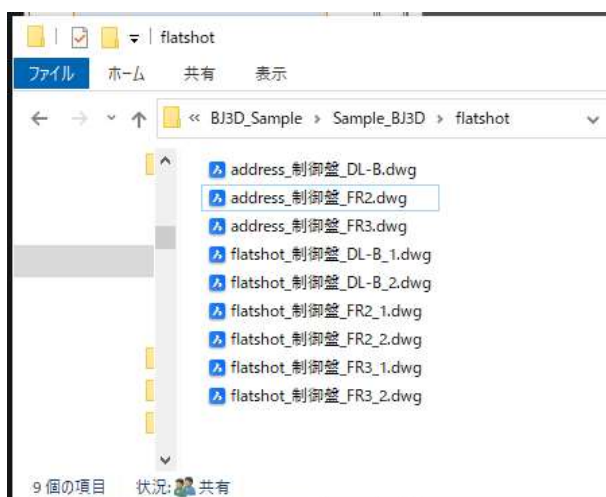 flatshot
ファイル ホーム 共有 表示
« BJ3D_Sample › Sample_BJ3D › flatshot
address_制御盤_DL-B.dwg
address_制御盤_FR2.dwg
address_制御盤_FR3.dwg
flatshot_制御盤_DL-B_1.dwg
flatshot_制御盤_DL-B_2.dwg
flatshot_制御盤_FR2_1.dwg
flatshot_制御盤_FR2_2.dwg
flatshot_制御盤_FR3_1.dwg
flatshot_制御盤_FR3_2.dwg
9 個の項目 状況: 共有